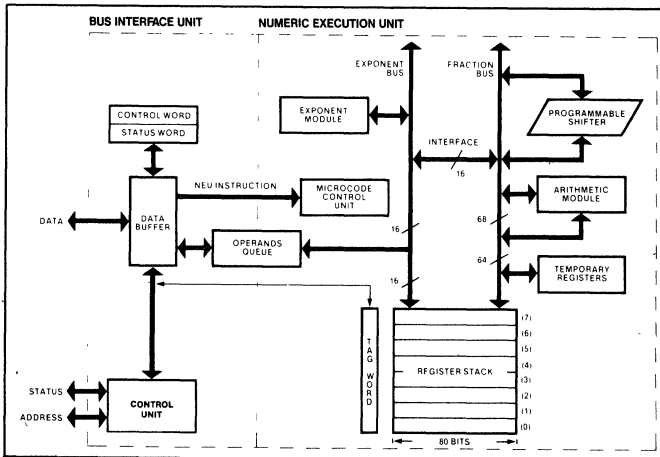 BUS INTERFACE UNIT
NUMERIC EXECUTION UNIT
EXPONENT
BUS
FRACTION
BUS
EXPONENT
MODULE
PROGRAMMABLE
SHIFTER
CONTROL WORD
STATUS WORD
INTERFACE
16
NEU INSTRUCTION
MICROCODE
CONTROL
UNIT
ARITHMETIC
MODULE
DATA
DATA
BUFFER
68
16
OPERANDS
QUEUE
64
TEMPORARY
REGISTERS
16
TAG WORD
(7)
(6)
(5)
(4)
REGISTER STACK
(3)
(2)
(1)
(0)
STATUS
ADDRESS
CONTROL
UNIT
80 BITS